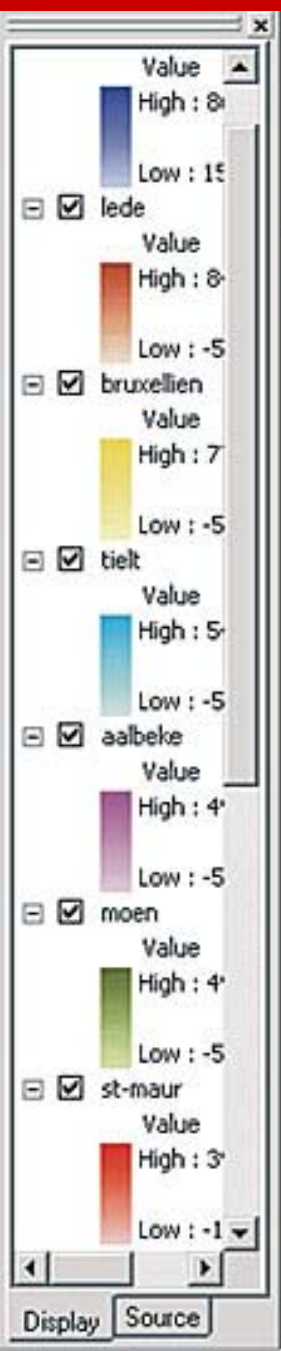 Value
High : 8
Low : 15
lede
Value
High : 8
Low : -5
bruxellien
Value
High : 7
Low : -5
tielt
Value
High : 5
Low : -5
aalbeke
Value
High : 4
Low : -5
moen
Value
High : 4
Low : -5
st-maur
Value
High : 3
Low : -1
Display Source